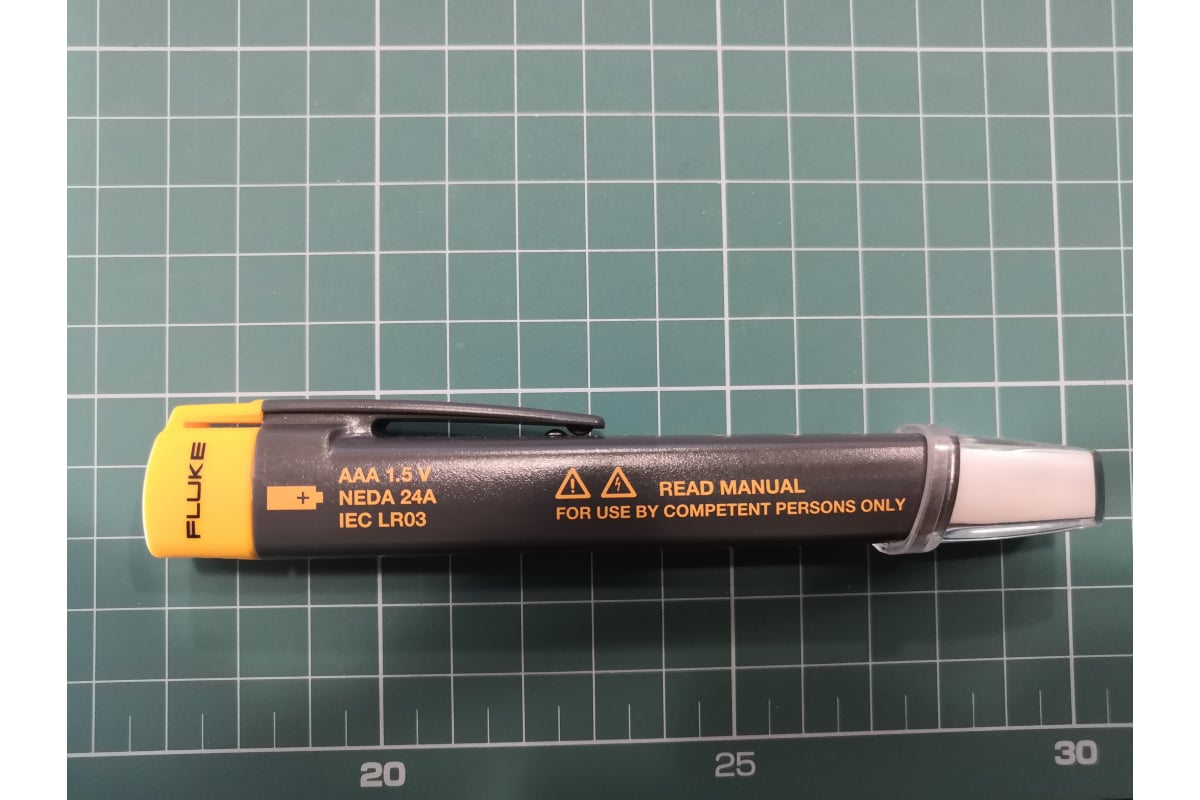 FLUKE
AAA 1.5 V
NEDA 24A
IEC LR03
READ MANUAL
FOR USE BY COMPETENT PERSONS ONLY
20
25
30